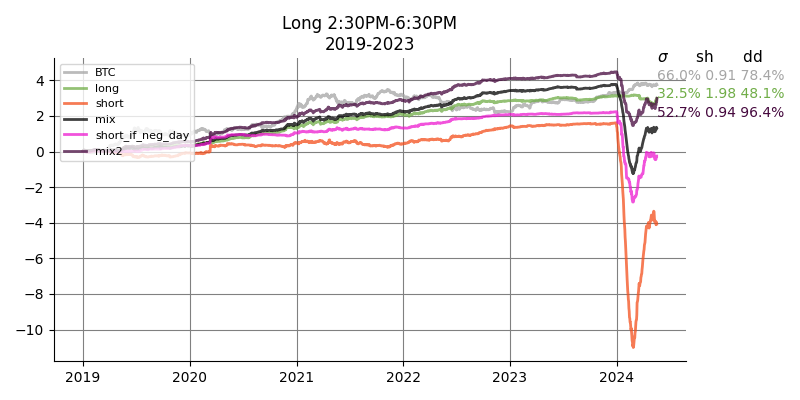 Long 2:30PM-6:30PM
2019-2023
σ sh dd
66.0% 0.91 78.4%
32.5% 1.98 48.1%
52.7% 0.94 96.4%
BTC
long
short
mix
short_if_neg_day
mix2
4
2
0
−2
−4
−6
−8
−10
2019 2020 2021 2022 2023 2024